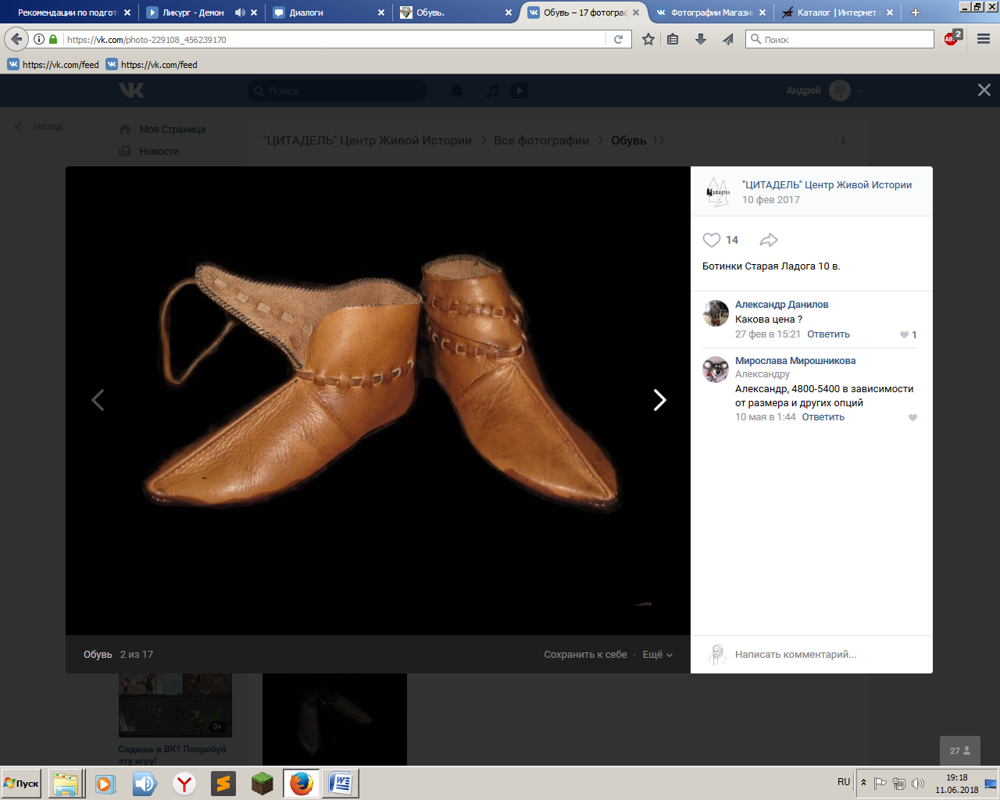 Рекомендации по подгот
Ликург - Демон
Диалоги
Обувь.
Обувь – 17 фотограф
Фотографии Магази
Каталог | Интернет
https://vk.com/photo-229108_456239170
Поиск
ABP
2
https://vk.com/feed
https://vk.com/feed
Поиск
Андрей
Назад
Моя Страница
Новости
"ЦИТАДЕЛЬ" Центр Живой Истории
Все фотографии
Обувь 17
"ЦИТАДЕЛЬ" Центр Живой Истории
10 фев 2017
14
Ботинки Старая Ладога 10 в.
Александр Данилов
Какова цена ?
27 фев в 15:21 Ответить
1
Мирослава Мирошникова
Александру
Александр, 4800-5400 в зависимости
от размера и других опций
10 мая в 1:44 Ответить
Обувь 2 из 17
Сохранить к себе · Ещё
Написать комментарий...
0+
Сидишь в ВК? Попробуй
эту игру!
27
Пуск
RU
19:18
11.06.2018